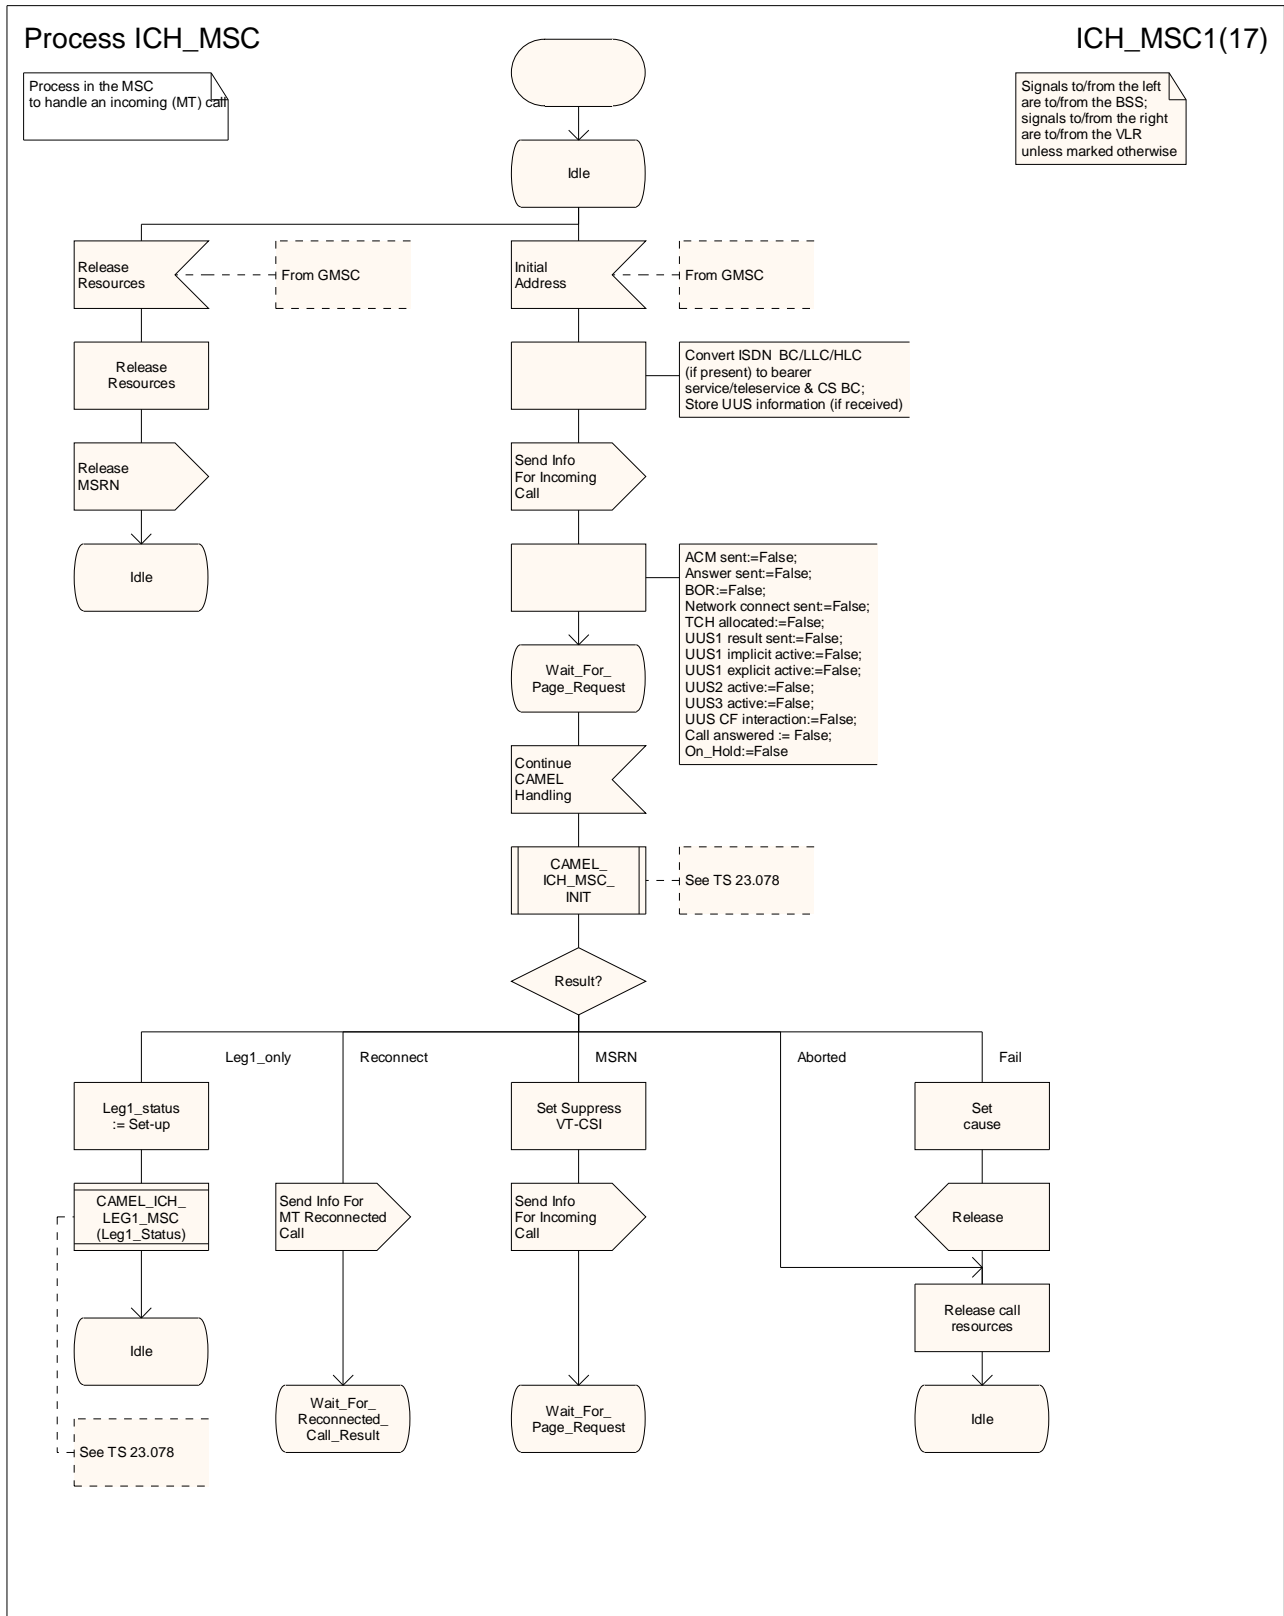 Process ICH_MSC
ICH_MSC1(17)
Process in the MSC
to handle an incoming (MT) call
Signals to/from the left
are to/from the BSS;
signals to/from the right
are to/from the VLR
unless marked otherwise
Idle
Release
Resources
From GMSC
Initial
Address
From GMSC
Release
Resources
Convert ISDN BC/LLC/HLC
(if present) to bearer
service/teleservice & CS BC;
Store UUS information (if received)
Release
MSRN
Send Info
For Incoming
Call
Idle
ACM sent:=False;
Answer sent:=False;
BOR:=False;
Network connect sent:=False;
TCH allocated:=False;
UUS1 result sent:=False;
UUS1 implicit active:=False;
UUS1 explicit active:=False;
UUS2 active:=False;
UUS3 active:=False;
UUS CF interaction:=False;
Call answered := False;
On_Hold:=False
Wait_For_
Page_Request
Continue
CAMEL
Handling
CAMEL_
ICH_MSC_
INIT
See TS 23.078
Result?
Leg1_only
Reconnect
MSRN
Aborted
Fail
Leg1_status
:= Set-up
Set Suppress
VT-CSI
Set
cause
CAMEL_ICH_
LEG1_MSC
(Leg1_Status)
Send Info For
MT Reconnected
Call
Send Info
For Incoming
Call
Release
Release call
resources
Idle
Wait_For_
Reconnected_
Call_Result
Wait_For_
Page_Request
Idle
See TS 23.078